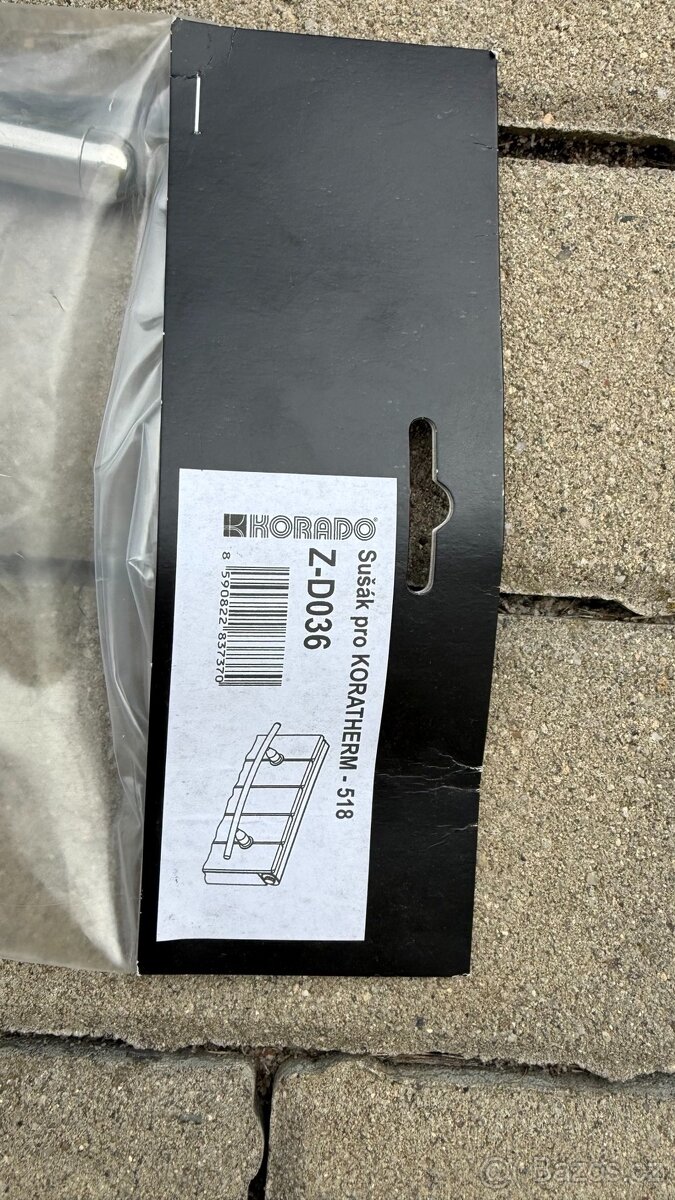 KORADO
Sušák pro KORATHERM - 518
Z-D036
8 590822 837370
© Bazos.cz